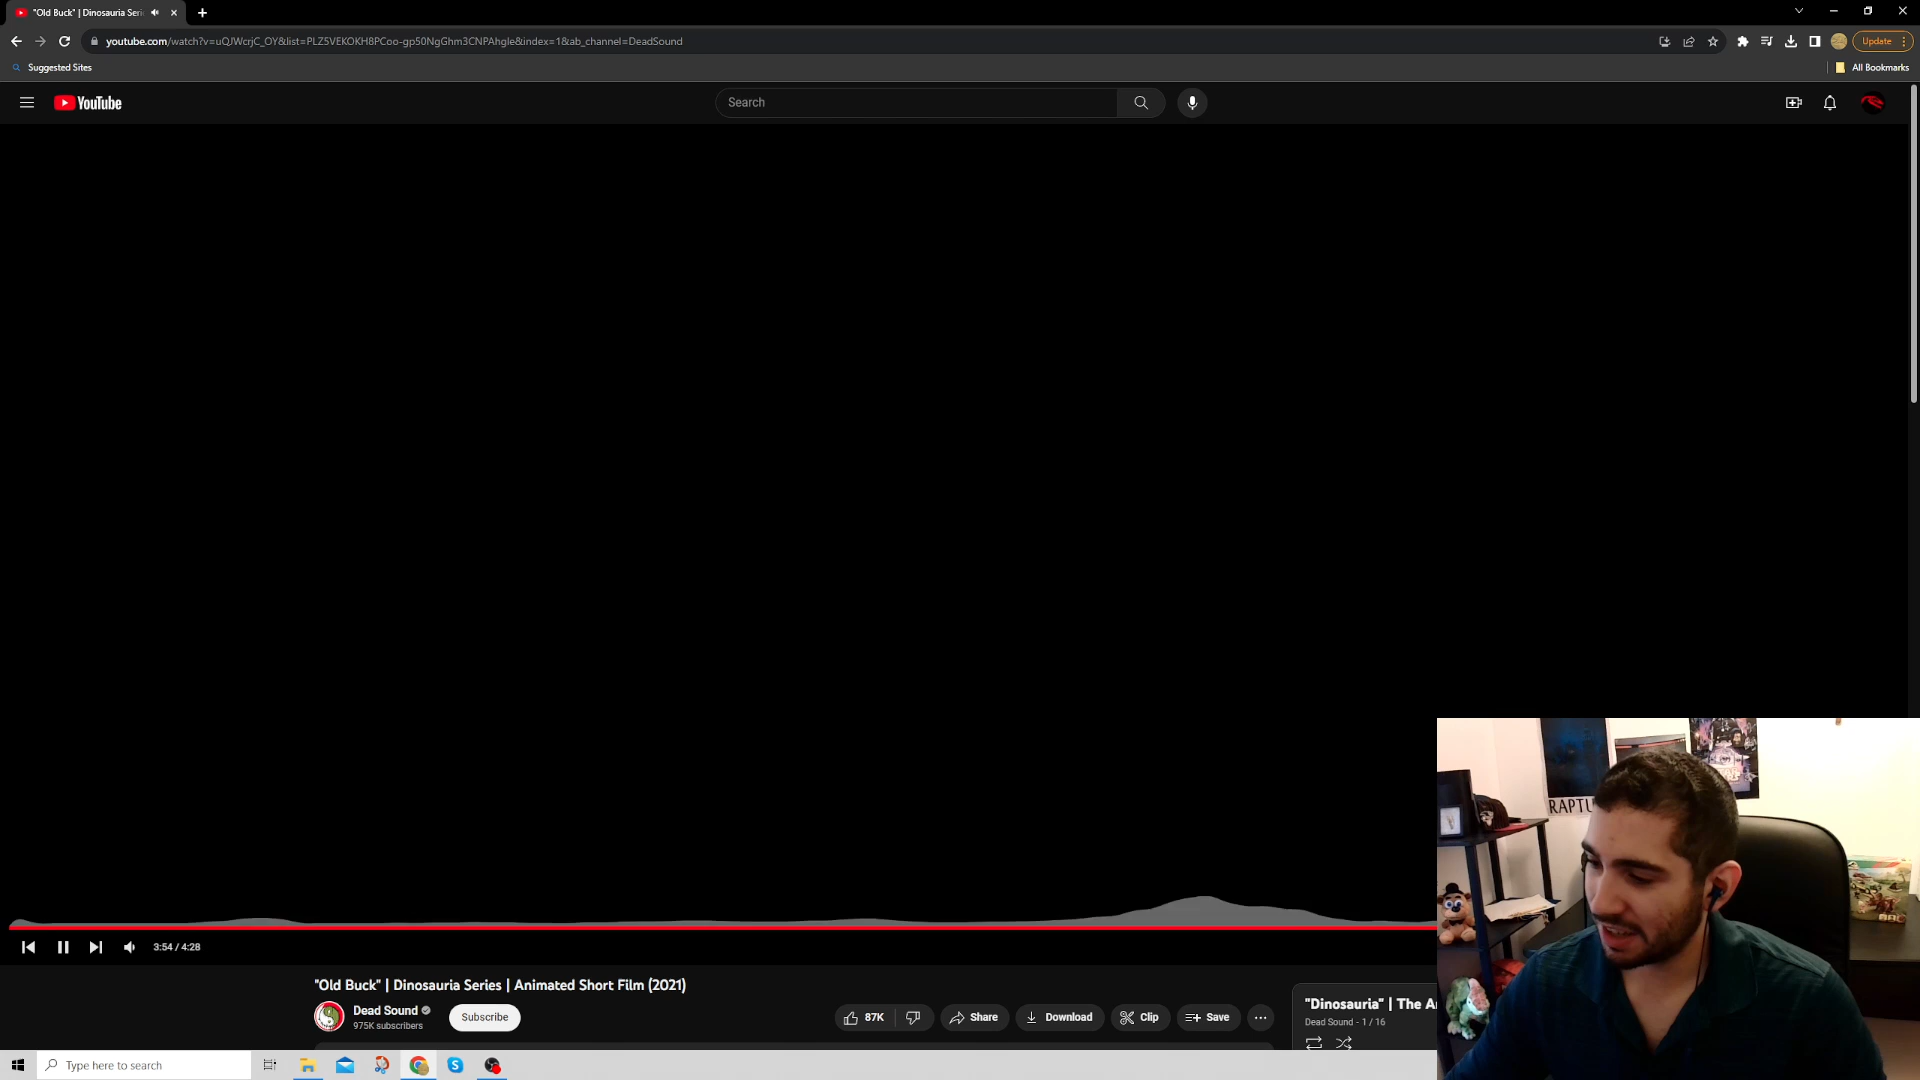 "Old Buck" | Dinosauria Seri
youtube.com/watch?v=uQJWcrjC_OY&list=PLZ5VEKOKH8PCoo-gp50NgGhm3CNPAhgle&index=1&ab_channel=DeadSound
Update
Suggested Sites
All Bookmarks
YouTube
Search
RAPTU
3:54 / 4:28
"Old Buck" | Dinosauria Series | Animated Short Film (2021)
Dead Sound
975K subscribers
Subscribe
87K
Share
Download
Clip
Save
"Dinosauria" | The A
Dead Sound - 1 / 16
Type here to search